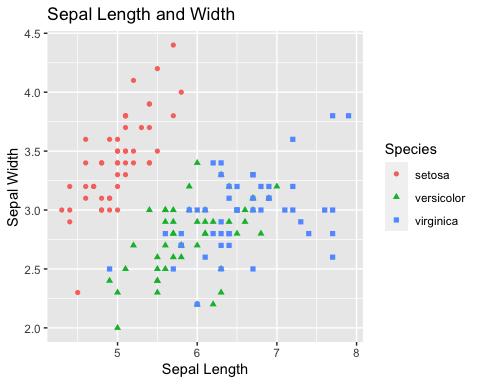 Sepal Length and Width
4.5
4.0
3.5
3.0
2.5
2.0
Sepal Width
5 6 7 8
Sepal Length
Species
setosa
versicolor
virginica